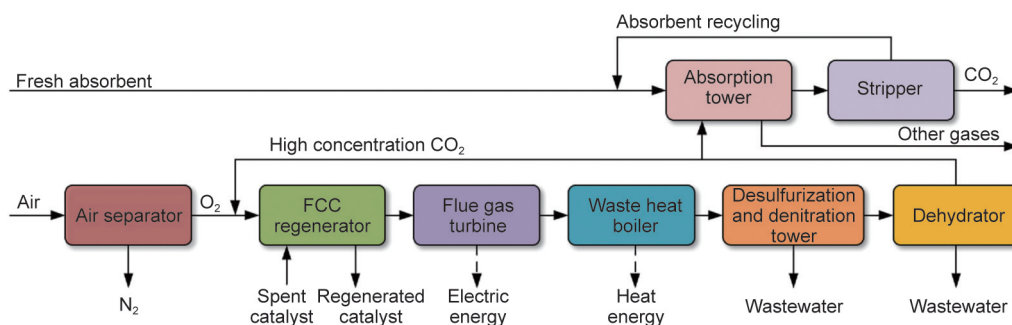 Absorbent recycling
Fresh absorbent
Absorption
tower
Stripper
CO₂
Other gases
High concentration CO₂
Air
Air separator
O₂
FCC
regenerator
Flue gas
turbine
Waste heat
boiler
Desulfurization
and denitration
tower
Dehydrator
N₂
Spent
catalyst
Regenerated
catalyst
Electric
energy
Heat
energy
Wastewater
Wastewater